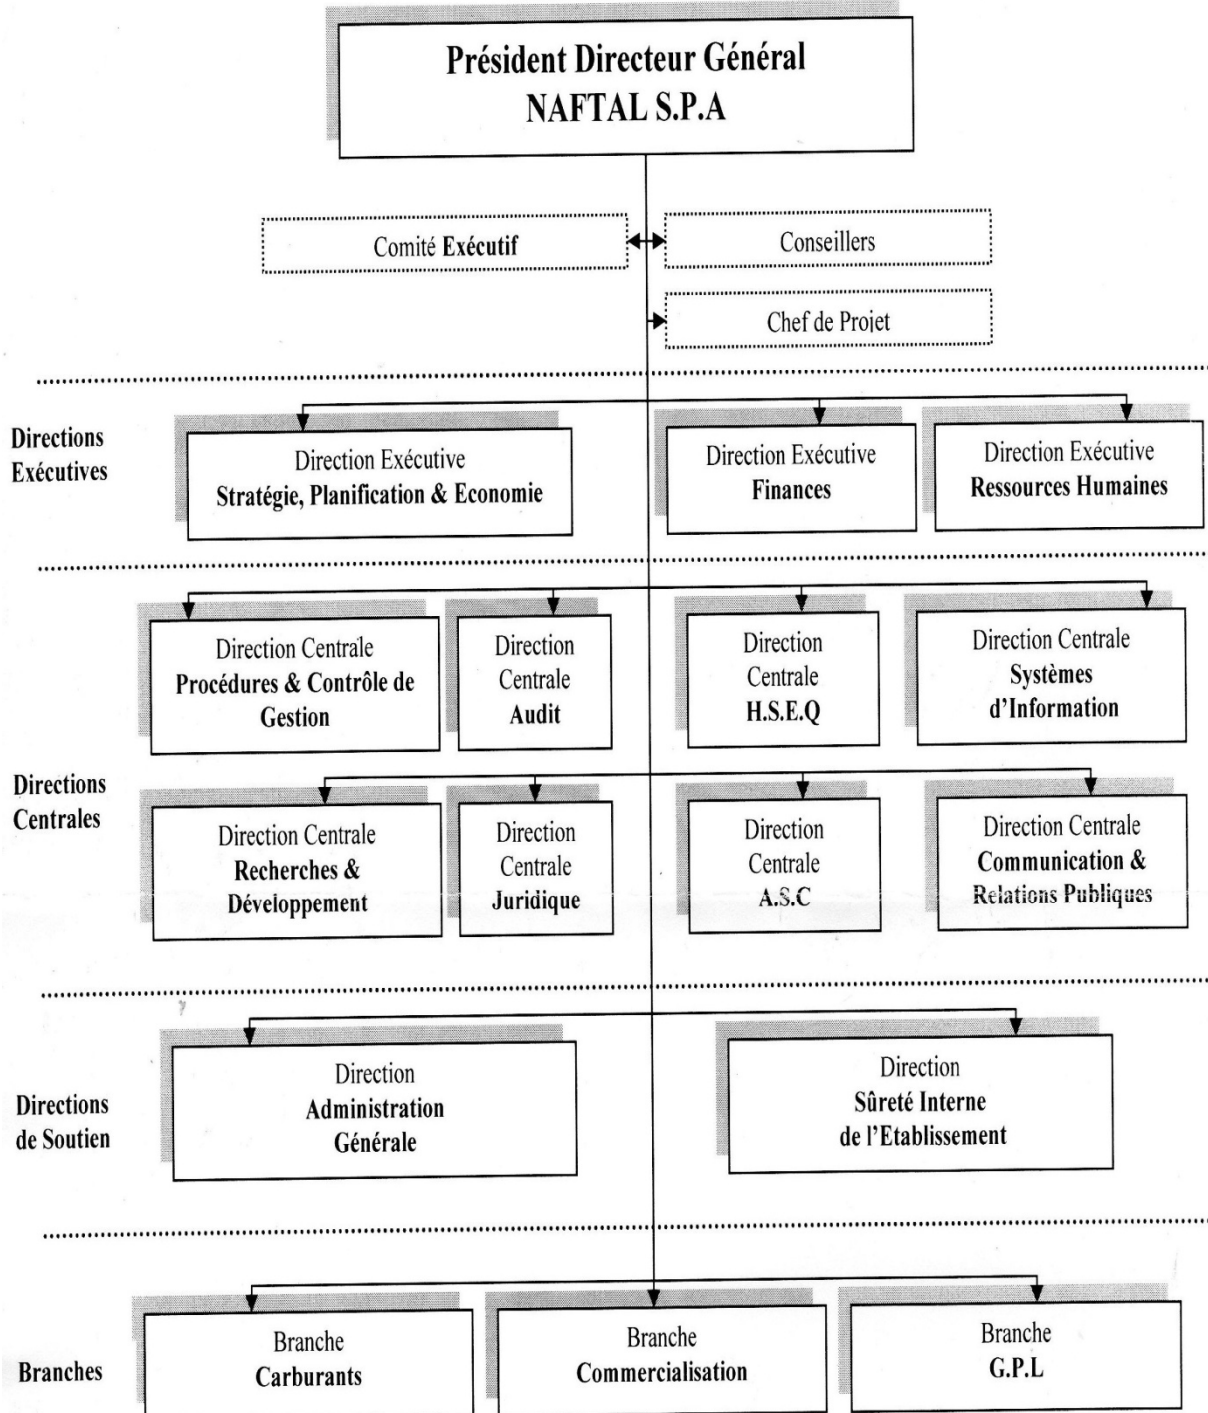 Président Directeur Général
NAFTAL S.P.A
Comité Exécutif
Conseillers
Chef de Projet
Directions
Exécutives
Direction Exécutive
Stratégie, Planification & Economie
Direction Exécutive
Finances
Direction Exécutive
Ressources Humaines
Directions
Centrales
Direction Centrale
Procédures & Contrôle de
Gestion
Direction
Centrale
Audit
Direction
Centrale
H.S.E.Q
Direction Centrale
Systèmes
d'Information
Direction Centrale
Recherches &
Développement
Direction
Centrale
Juridique
Direction
Centrale
A.S.C
Direction Centrale
Communication &
Relations Publiques
Directions
de Soutien
Direction
Administration
Générale
Direction
Sûreté Interne
de l'Etablissement
Branches
Branche
Carburants
Branche
Commercialisation
Branche
G.P.L